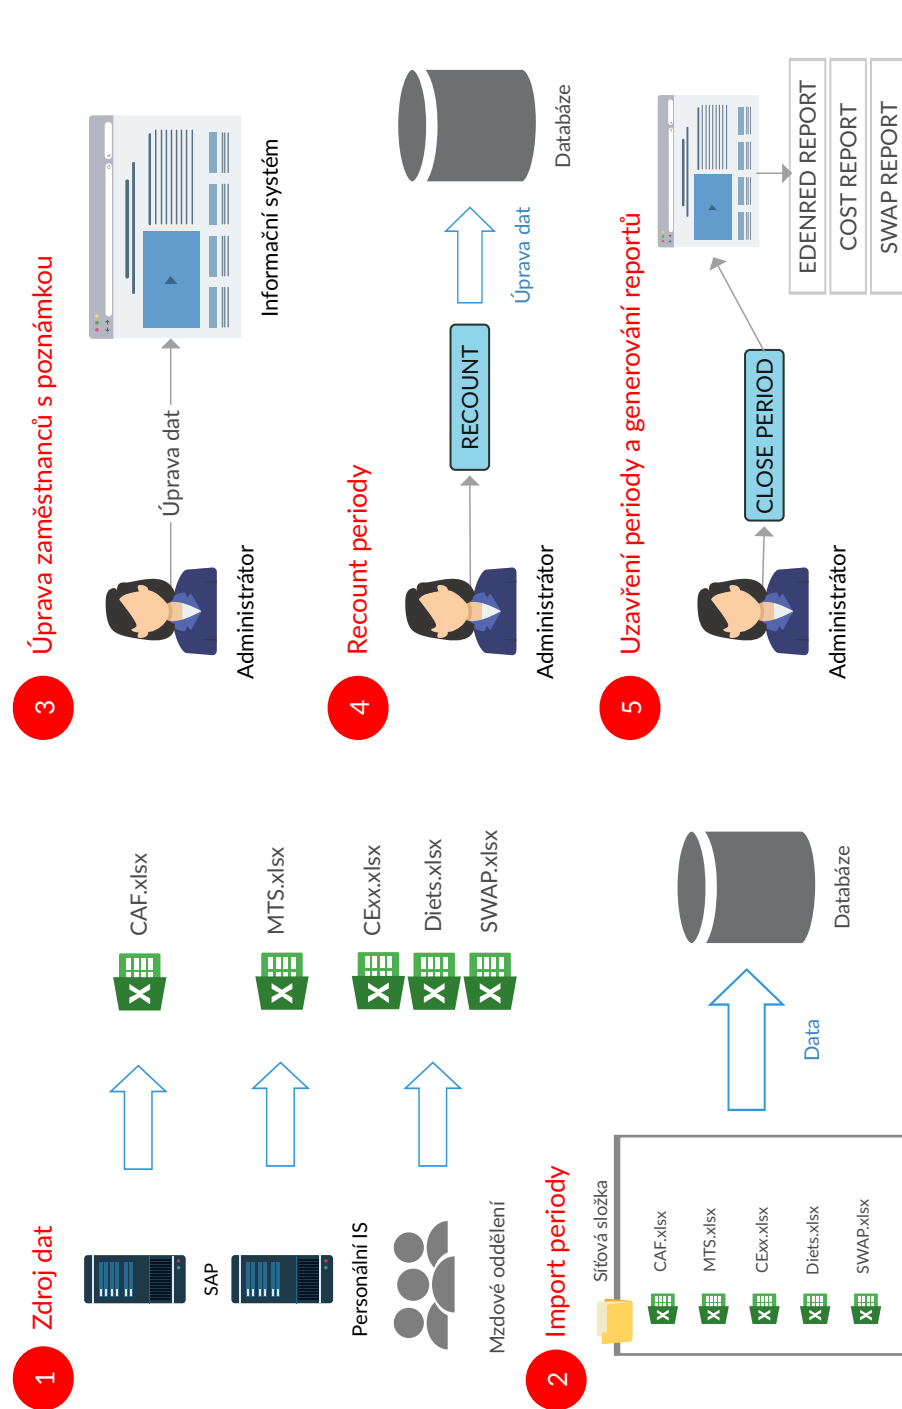 1
Zdroj dat
SAP
CAF.xlsx
Personální IS
MTS.xlsx
Mzdové oddělení
CExx.xlsx
Diets.xlsx
SWAP.xlsx
2
Import periody
Síťová složka
CAF.xlsx
MTS.xlsx
CExx.xlsx
Diets.xlsx
SWAP.xlsx
Data
Databáze
3
Úprava zaměstnanců s poznámkou
Administrátor
Úprava dat
Informační systém
4
Recount periody
Administrátor
RECOUNT
Úprava dat
Databáze
5
Uzavření periody a generování reportů
Administrátor
CLOSE PERIOD
EDENRED REPORT
COST REPORT
SWAP REPORT